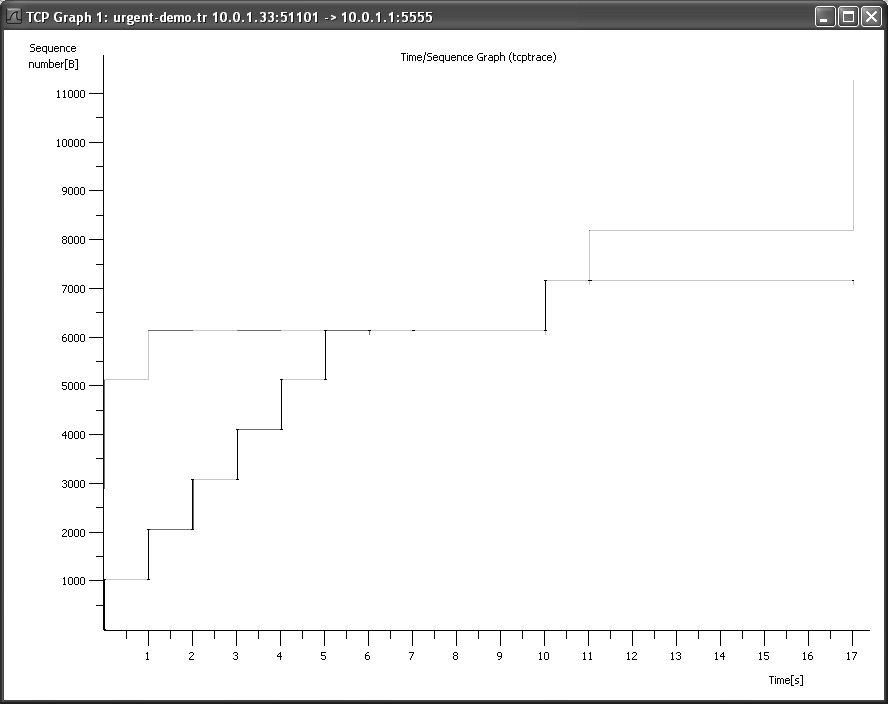 TCP Graph 1: urgent-demo.tr 10.0.1.33:51101 -> 10.0.1.1:5555
Sequence
number[B]
Time/Sequence Graph (tcptrace)
11000
10000
9000
8000
7000
6000
5000
4000
3000
2000
1000
1 2 3 4 5 6 7 8 9 10 11 12 13 14 15 16 17
Time[s]